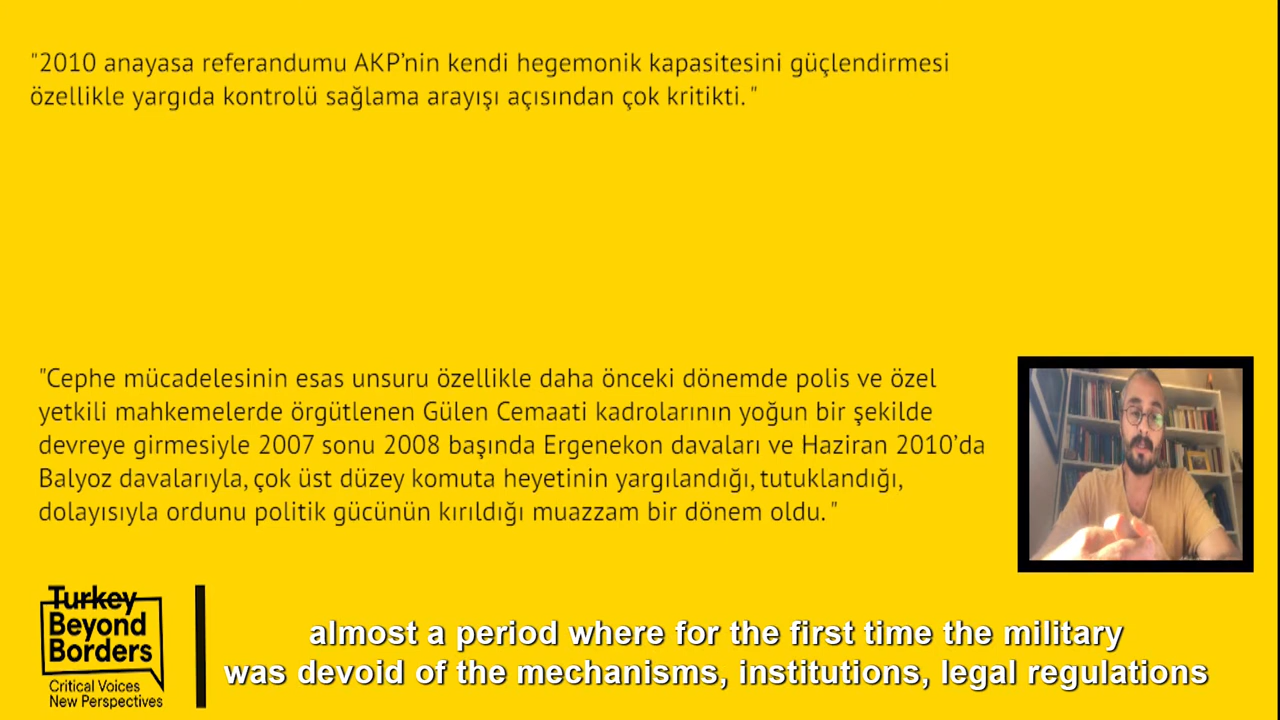 "2010 anayasa referandumu AKP’nin kendi hegemonik kapasitesini güçlendirmesi
özellikle yargıda kontrolü sağlama arayışı açısından çok kritikti. "
"Cephe mücadelesinin esas unsuru özellikle daha önceki dönemde polis ve özel
yetkili mahkemelerde örgütlenen Gülen Cemaati kadrolarının yoğun bir şekilde
devreye girmesiyle 2007 sonu 2008 başında Ergenekon davaları ve Haziran 2010’da
Balyoz davalarıyla, çok üst düzey komuta heyetinin yargılandığı, tutuklandığı,
dolayısıyla ordunu politik gücünün kırıldığı muazzam bir dönem oldu. "
Turkey
Beyond
Borders
Critical Voices
New Perspectives
almost a period where for the first time the military
was devoid of the mechanisms, institutions, legal regulations